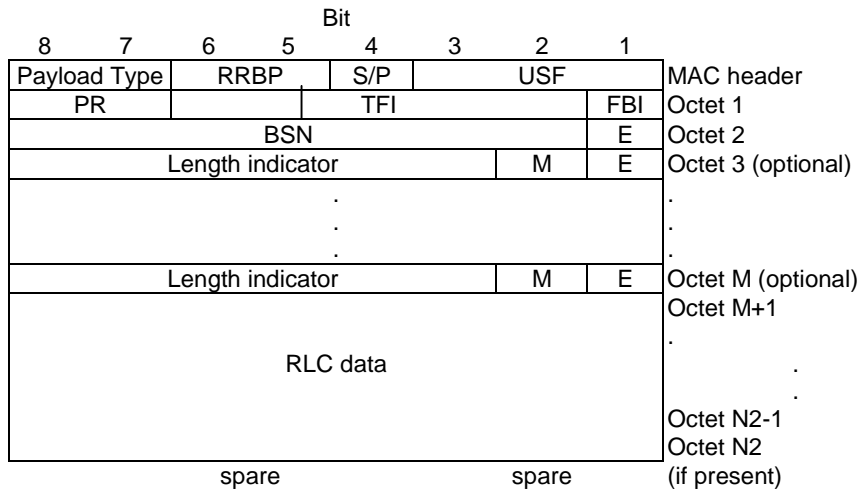 Bit
8 7 6 5 4 3 2 1
Payload Type RRBP S/P USF MAC header
PR TFI FBI Octet 1
BSN E Octet 2
Length indicator M E Octet 3 (optional)
. .
. .
. .
Length indicator M E Octet M (optional)
Octet M+1
.
RLC data .
.
Octet N2-1
Octet N2
spare spare (if present)